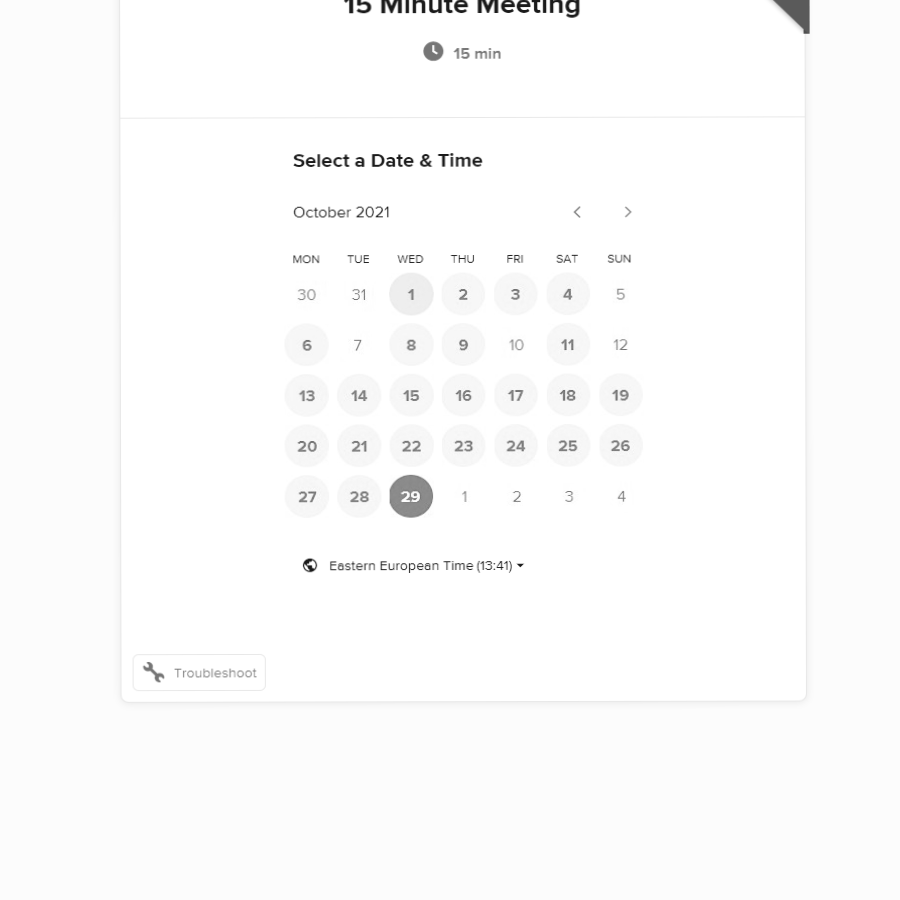 15 Minute Meeting
15 min
Select a Date & Time
October 2021
MON TUE WED THU FRI SAT SUN
30 31 1 2 3 4 5
6 7 8 9 10 11 12
13 14 15 16 17 18 19
20 21 22 23 24 25 26
27 28 29 1 2 3 4
Eastern European Time (13:41)
Troubleshoot